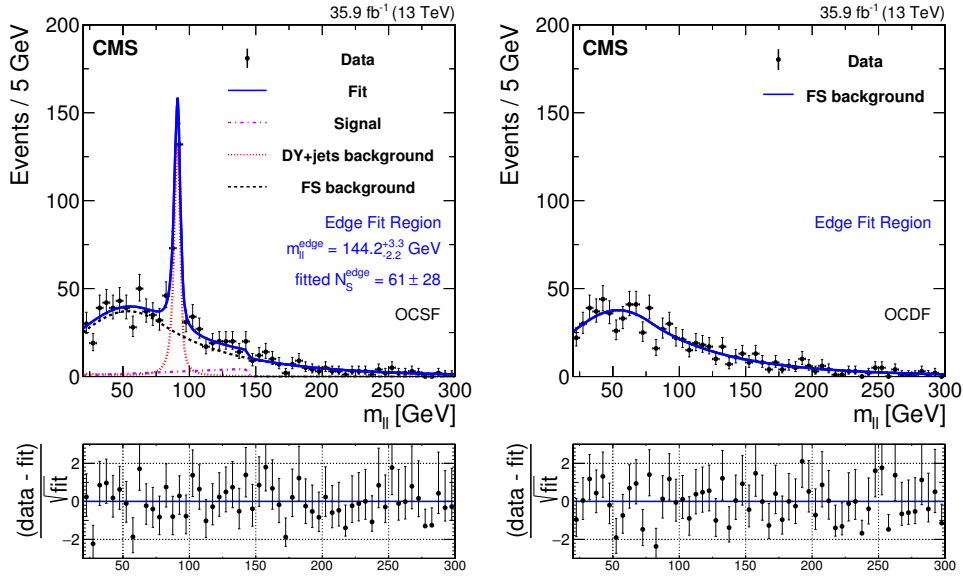 35.9 fb⁻¹ (13 TeV)
CMS
Data
Fit
Signal
DY+jets background
FS background
Edge Fit Region
m_ll^edge = 144.2 +3.3 -2.2 GeV
fitted N_S^edge = 61 ± 28
OCSF
Events / 5 GeV
200
150
100
50
0
50 100 150 200 250 300
m_ll [GeV]
(data - fit)
√fit
2
0
−2
50 100 150 200 250 300
35.9 fb⁻¹ (13 TeV)
CMS
Data
FS background
Edge Fit Region
OCDF
Events / 5 GeV
200
150
100
50
0
50 100 150 200 250 300
m_ll [GeV]
(data - fit)
√fit
2
0
−2
50 100 150 200 250 300